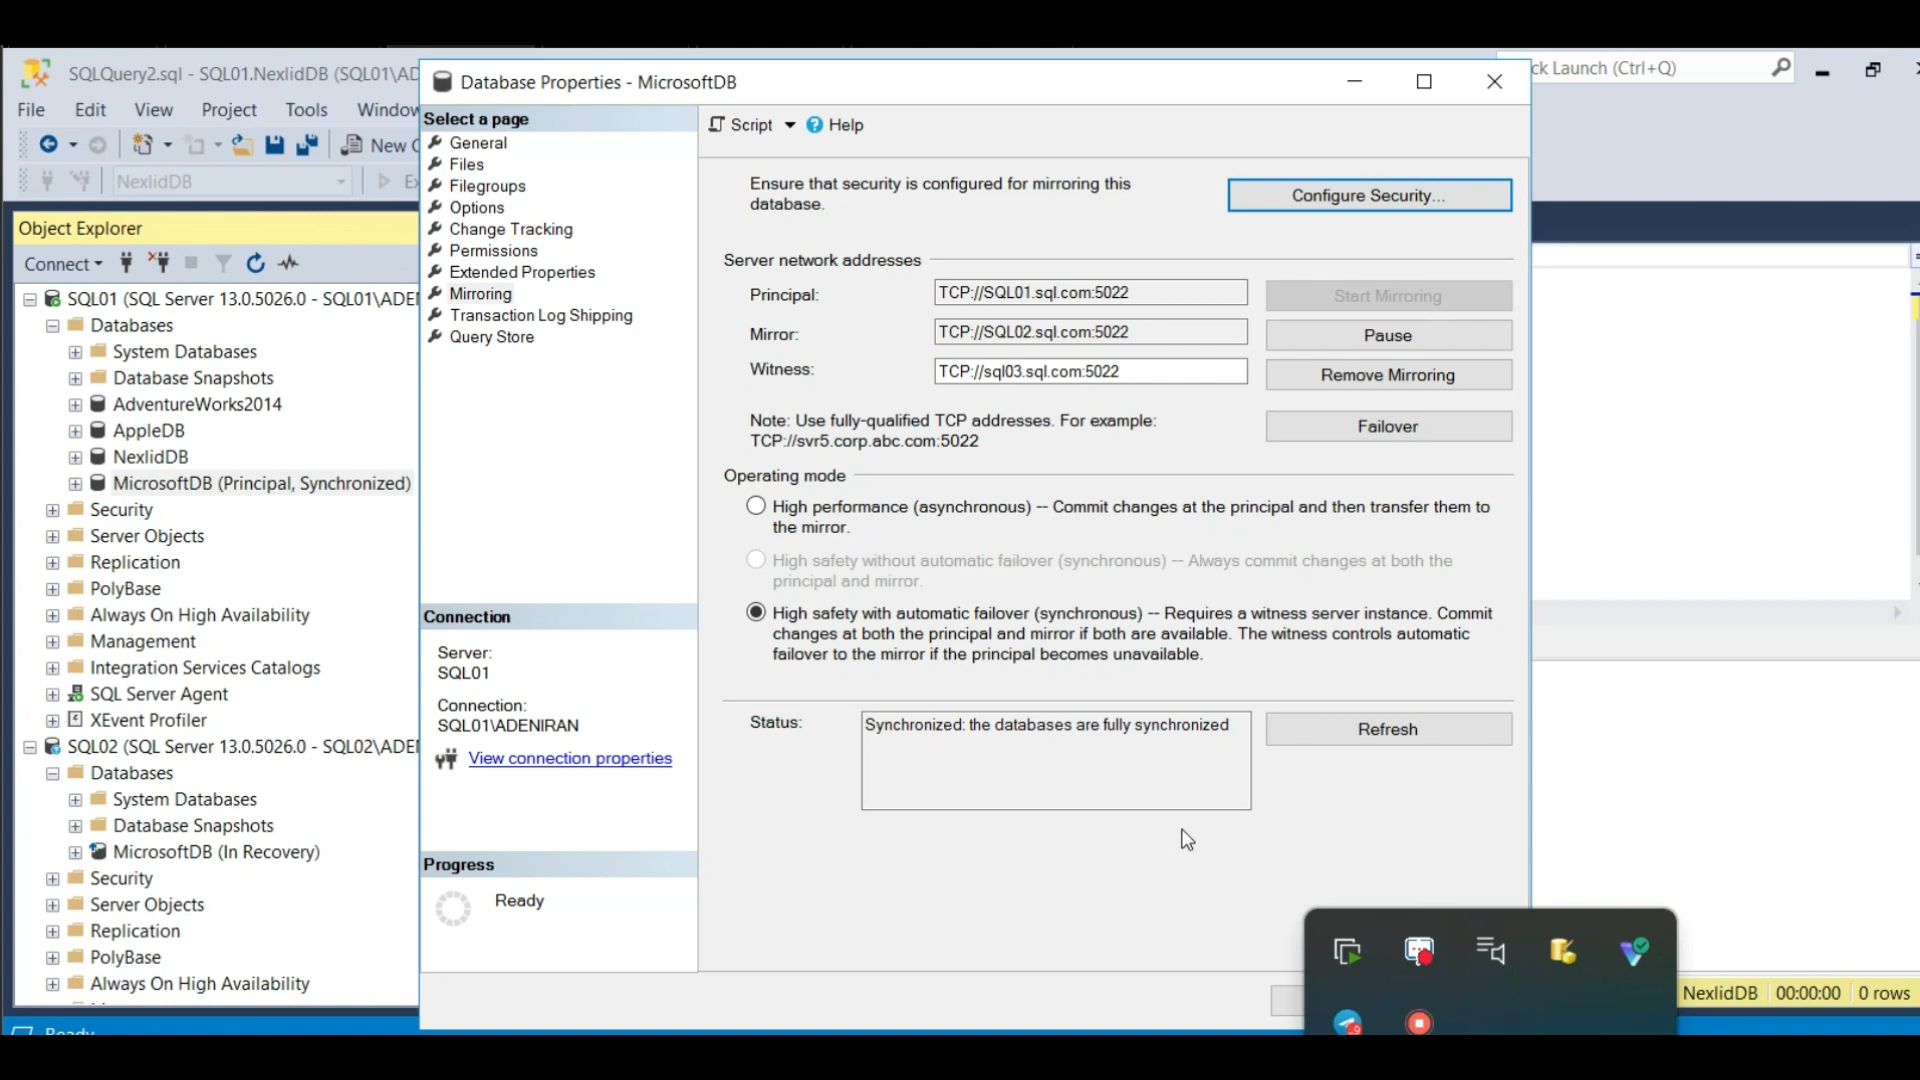 SQLQuery2.sql - SQL01.NexlidDB (SQL01\AD
File Edit View Project Tools Window
New
NexlidDB
Object Explorer
Connect
SQL01 (SQL Server 13.0.5026.0 - SQL01\ADE
Databases
System Databases
Database Snapshots
AdventureWorks2014
AppleDB
NexlidDB
MicrosoftDB (Principal, Synchronized)
Security
Server Objects
Replication
PolyBase
Always On High Availability
Management
Integration Services Catalogs
SQL Server Agent
XEvent Profiler
SQL02 (SQL Server 13.0.5026.0 - SQL02\ADE
Databases
System Databases
Database Snapshots
MicrosoftDB (In Recovery)
Security
Server Objects
Replication
PolyBase
Always On High Availability
Ready
Database Properties - MicrosoftDB
Select a page
General
Files
Filegroups
Options
Change Tracking
Permissions
Extended Properties
Mirroring
Transaction Log Shipping
Query Store
Connection
Server:
SQL01
Connection:
SQL01\ADENIRAN
View connection properties
Progress
Ready
Script Help
Ensure that security is configured for mirroring this
database.
Configure Security...
Server network addresses
Principal: TCP://SQL01.sql.com:5022 Start Mirroring
Mirror: TCP://SQL02.sql.com:5022 Pause
Witness: TCP://sql03.sql.com:5022 Remove Mirroring
Note: Use fully-qualified TCP addresses. For example:
TCP://svr5.corp.abc.com:5022
Failover
Operating mode
High performance (asynchronous) -- Commit changes at the principal and then transfer them to
the mirror.
High safety without automatic failover (synchronous) -- Always commit changes at both the
principal and mirror.
High safety with automatic failover (synchronous) -- Requires a witness server instance. Commit
changes at both the principal and mirror if both are available. The witness controls automatic
failover to the mirror if the principal becomes unavailable.
Status: Synchronized: the databases are fully synchronized Refresh
ck Launch (Ctrl+Q)
NexlidDB 00:00:00 0 rows